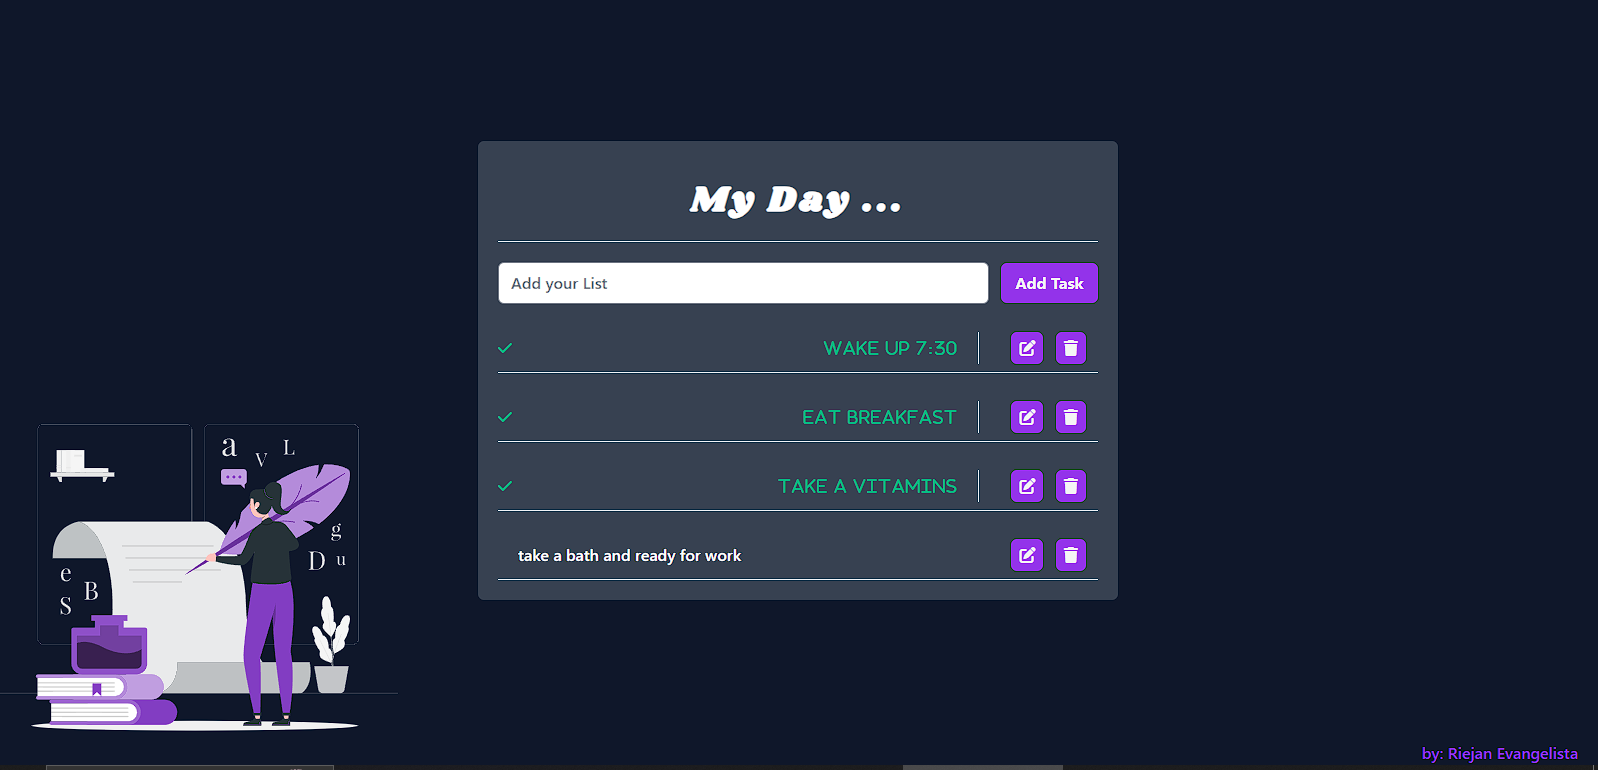 My Day ...
Add your List
Add Task
WAKE UP 7:30
EAT BREAKFAST
TAKE A VITAMINS
take a bath and ready for work
a
V
L
g
D
u
e
B
S
by: Riejan Evangelista